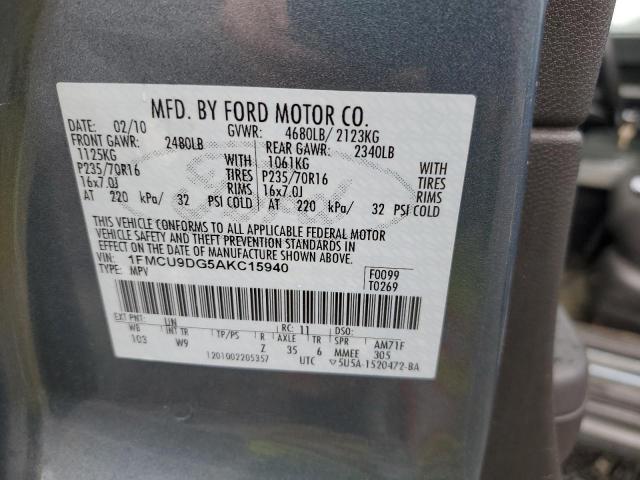 MFD. BY FORD MOTOR CO.
DATE: 02/10 GVWR: 4680LB/ 2123KG
FRONT GAWR: 2480LB REAR GAWR: 2340LB
1125KG WITH 1061KG WITH
P235/70R16 TIRES P235/70R16 TIRES
16x7.0J RIMS 16x7.0J RIMS
AT 220 kPa/ 32 PSI COLD AT 220 kPa/ 32 PSI COLD
THIS VEHICLE CONFORMS TO ALL APPLICABLE FEDERAL MOTOR
VEHICLE SAFETY AND THEFT PREVENTION STANDARDS IN
EFFECT ON THE DATE OF MANUFACTURE SHOWN ABOVE.
VIN: 1FMCU9DG5AKC15940 F0099
TYPE: MPV T0269
EXT PNT: UN RC: 11 DSO:
WB INT TR TP/PS R AXLE TR SPR AM71F
103 W9 Z 35 6 MMEE 305
1201002205357 UTC 5U5A-1520472-BA